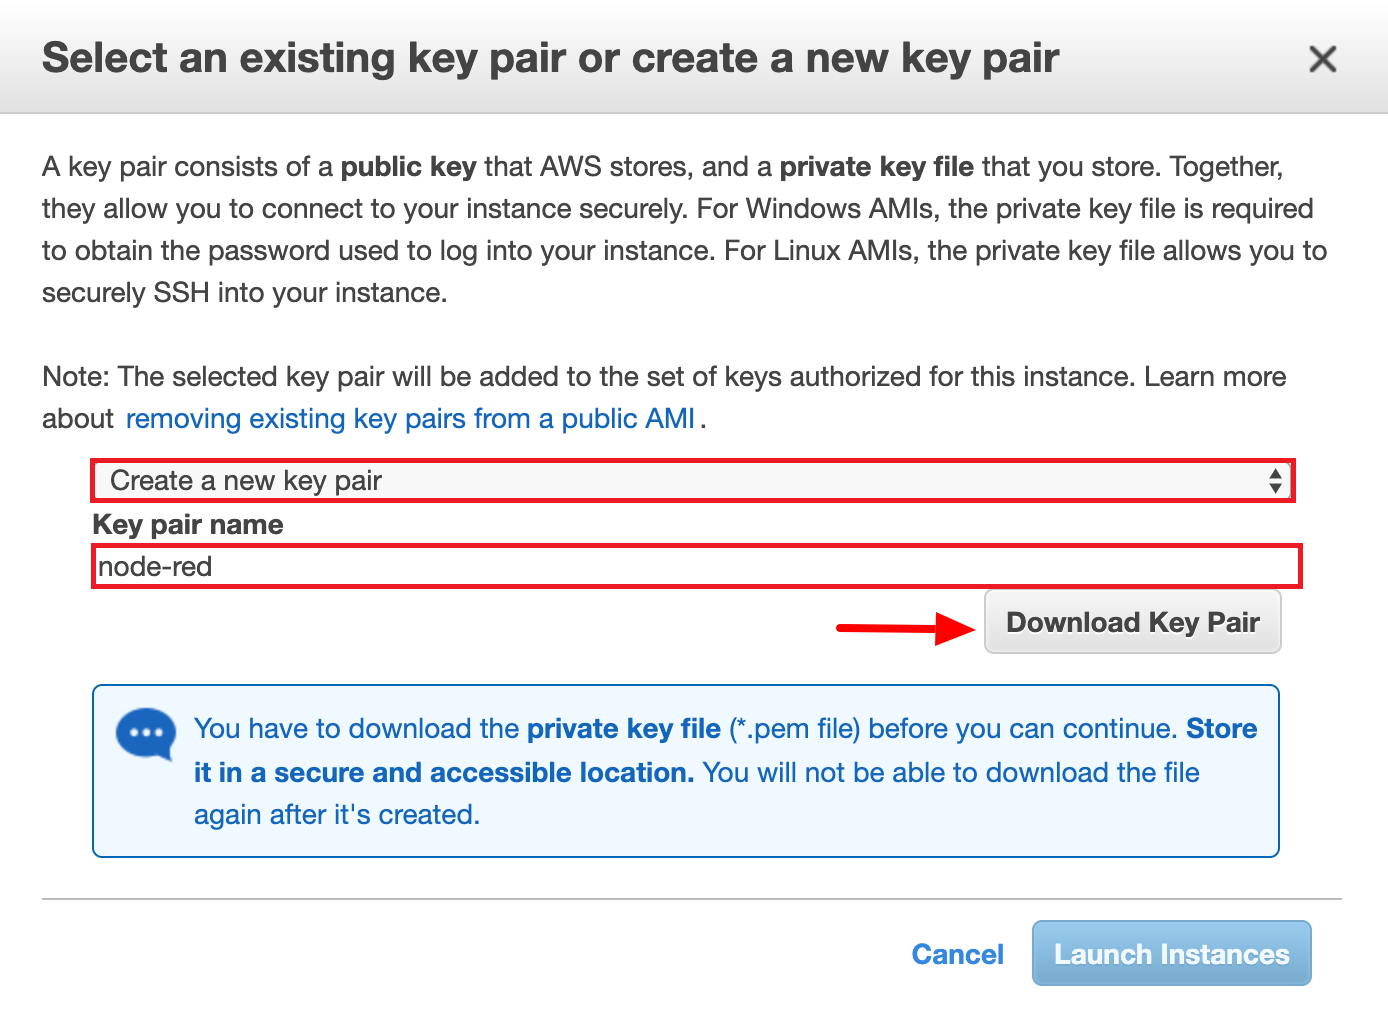 Select an existing key pair or create a new key pair
A key pair consists of a public key that AWS stores, and a private key file that you store. Together,
they allow you to connect to your instance securely. For Windows AMIs, the private key file is required
to obtain the password used to log into your instance. For Linux AMIs, the private key file allows you to
securely SSH into your instance.
Note: The selected key pair will be added to the set of keys authorized for this instance. Learn more
about removing existing key pairs from a public AMI .
Create a new key pair
Key pair name
node-red
Download Key Pair
You have to download the private key file (*.pem file) before you can continue. Store
it in a secure and accessible location. You will not be able to download the file
again after it's created.
Cancel Launch Instances